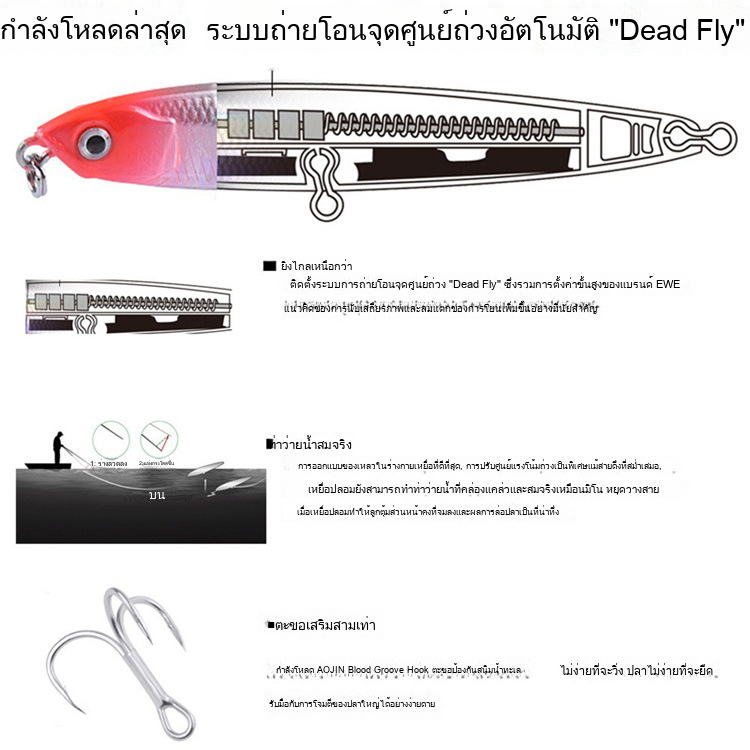 กำลังโหลดล่าสุด ระบบถ่ายโอนจุดศูนย์ถ่วงอัตโนมัติ "Dead Fly"
ยิงไกลเหนือกว่า
ติดตั้งระบบการถ่ายโอนจุดศูนย์ถ่วง "Dead Fly" ซึ่งรวมการตั้งค่าขั้นสูงของแบรนด์ EWE
แนวคิดของการบินเสถียรภาพและลมแตกของการโยนเพิ่มขึ้นอย่างมีนัยสำคัญ
ท่าว่ายน้ำสมจริง
การออกแบบของเหลวในร่างกายเหยื่อที่ดีที่สุด, การปรับศูนย์แรงโน้มถ่วงเป็นพิเศษแม้สายดึงที่สม่ำเสมอ,
เหยื่อปลอมยังสามารถทำท่าว่ายน้ำที่คล่องแคล่วและสมจริงเหมือนมิโน หยุดวางสาย
เมื่อเหยื่อปลอมทำให้ลูกตุ้มส่วนหน้าคงที่จมลงและผลการล่อปลาเป็นที่น่าทึ่ง
บน
■ตะขอเสริมสามเท่า
กำลังโหลด AOJIN Blood Groove Hook ตะขอป้องกันสนิมน้ำทะเล ไม่ง่ายที่จะวิ่ง ปลาไม่ง่ายที่จะยืด
รับมือกับการโจมตีของปลาใหญ่ได้อย่างง่ายดาย